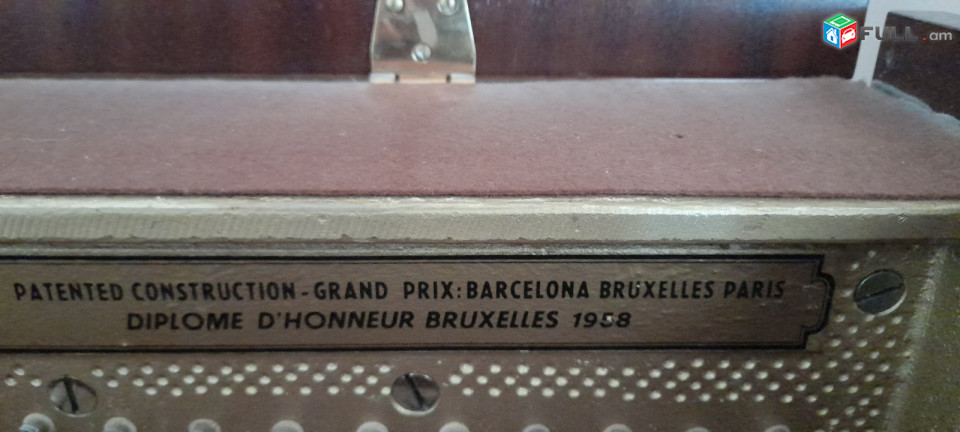 FULL.am
PATENTED CONSTRUCTION - GRAND PRIX: BARCELONA BRUXELLES PARIS
DIPLOME D'HONNEUR BRUXELLES 1958